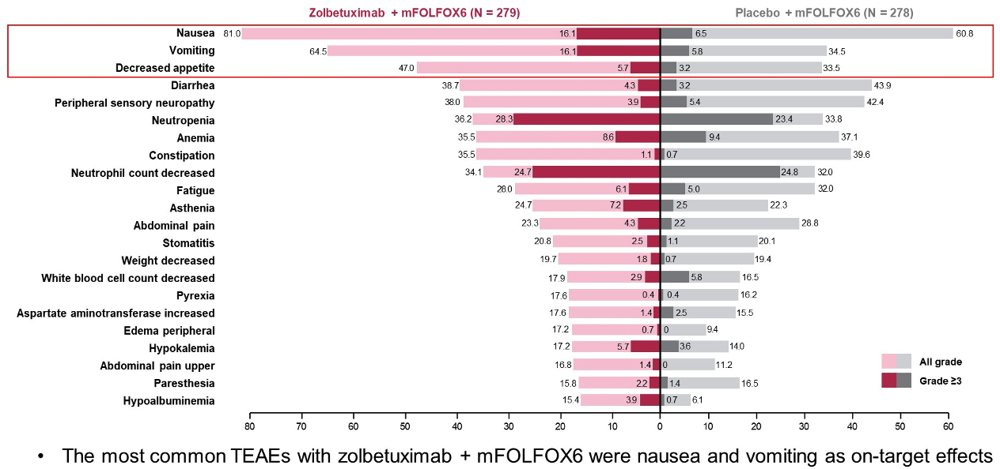 Zolbetuximab + mFOLFOX6 (N = 279) Placebo + mFOLFOX6 (N = 278)
Nausea 81.0 16.1 6.5 60.8
Vomiting 64.5 16.1 5.8 34.5
Decreased appetite 47.0 5.7 3.2 33.5
Diarrhea 38.7 4.3 3.2 43.9
Peripheral sensory neuropathy 38.0 3.9 5.4 42.4
Neutropenia 36.2 28.3 23.4 33.8
Anemia 35.5 8.6 9.4 37.1
Constipation 35.5 1.1 0.7 39.6
Neutrophil count decreased 34.1 24.7 24.8 32.0
Fatigue 28.0 6.1 5.0 32.0
Asthenia 24.7 7.2 2.5 22.3
Abdominal pain 23.3 4.3 2.2 28.8
Stomatitis 20.8 2.5 1.1 20.1
Weight decreased 19.7 1.8 0.7 19.4
White blood cell count decreased 17.9 2.9 5.8 16.5
Pyrexia 17.6 0.4 0.4 16.2
Aspartate aminotransferase increased 17.6 1.4 2.5 15.5
Edema peripheral 17.2 0.7 0 9.4
Hypokalemia 17.2 5.7 3.6 14.0
Abdominal pain upper 16.8 1.4 0 11.2
Paresthesia 15.8 2.2 1.4 16.5
Hypoalbuminemia 15.4 3.9 0.7 6.1
All grade
Grade ≥3
80 70 60 50 40 30 20 10 0 10 20 30 40 50 60
• The most common TEAEs with zolbetuximab + mFOLFOX6 were nausea and vomiting as on-target effects